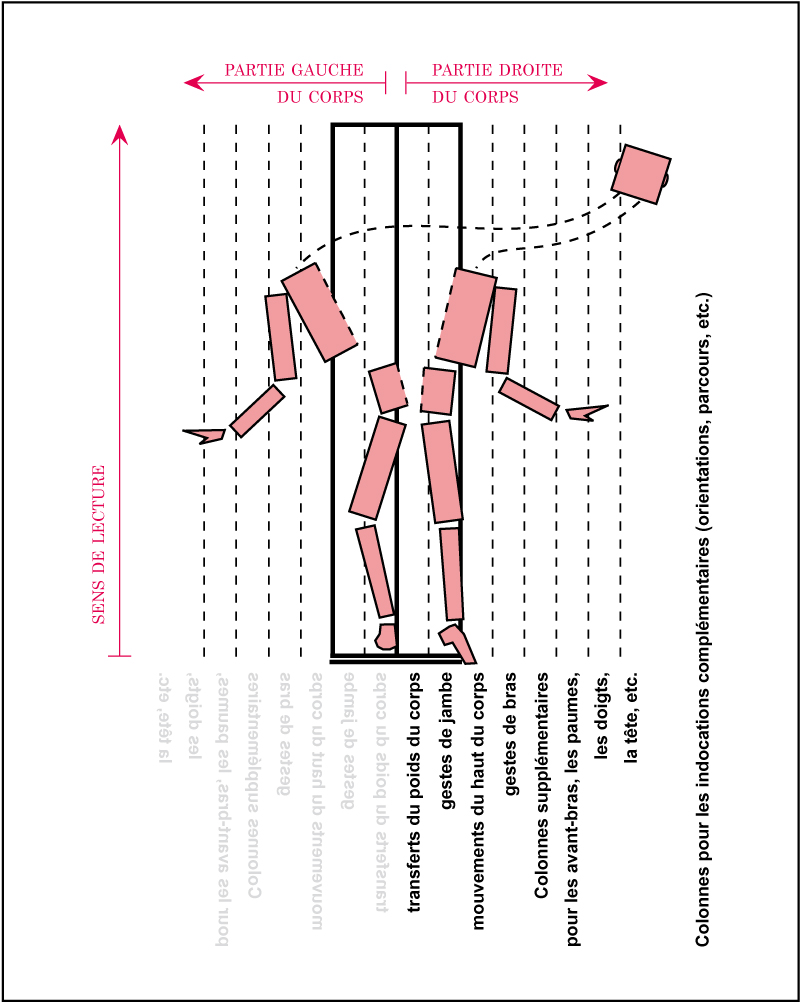 PARTIE GAUCHE
DU CORPS
PARTIE DROITE
DU CORPS
SENS DE LECTURE
la tête, etc.
les doigts,
pour les avant-bras, les paumes,
Colonnes supplémentaires
gestes de bras
mouvements du haut du corps
gestes de jambe
transferts du poids du corps
transferts du poids du corps
gestes de jambe
mouvements du haut du corps
gestes de bras
Colonnes supplémentaires
pour les avant-bras, les paumes,
les doigts,
la tête, etc.
Colonnes pour les indocations complémentaires (orientations, parcours, etc.)